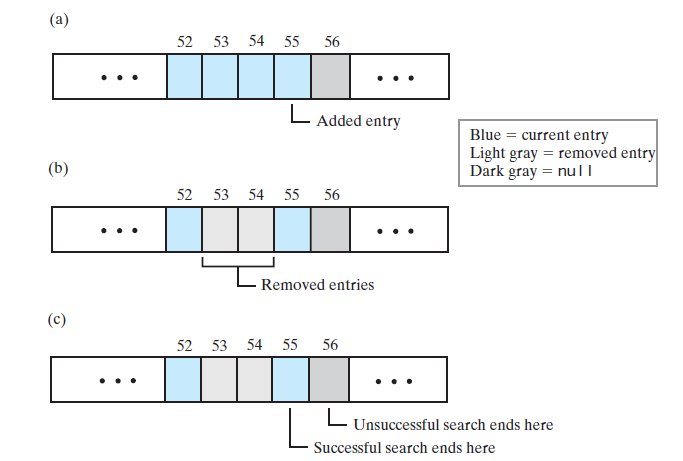 (a)
52 53 54 55 56
• • • • • •
Added entry
Blue = current entry
Light gray = removed entry
Dark gray = null
(b)
52 53 54 55 56
• • • • • •
Removed entries
(c)
52 53 54 55 56
• • • • • •
Unsuccessful search ends here
Successful search ends here